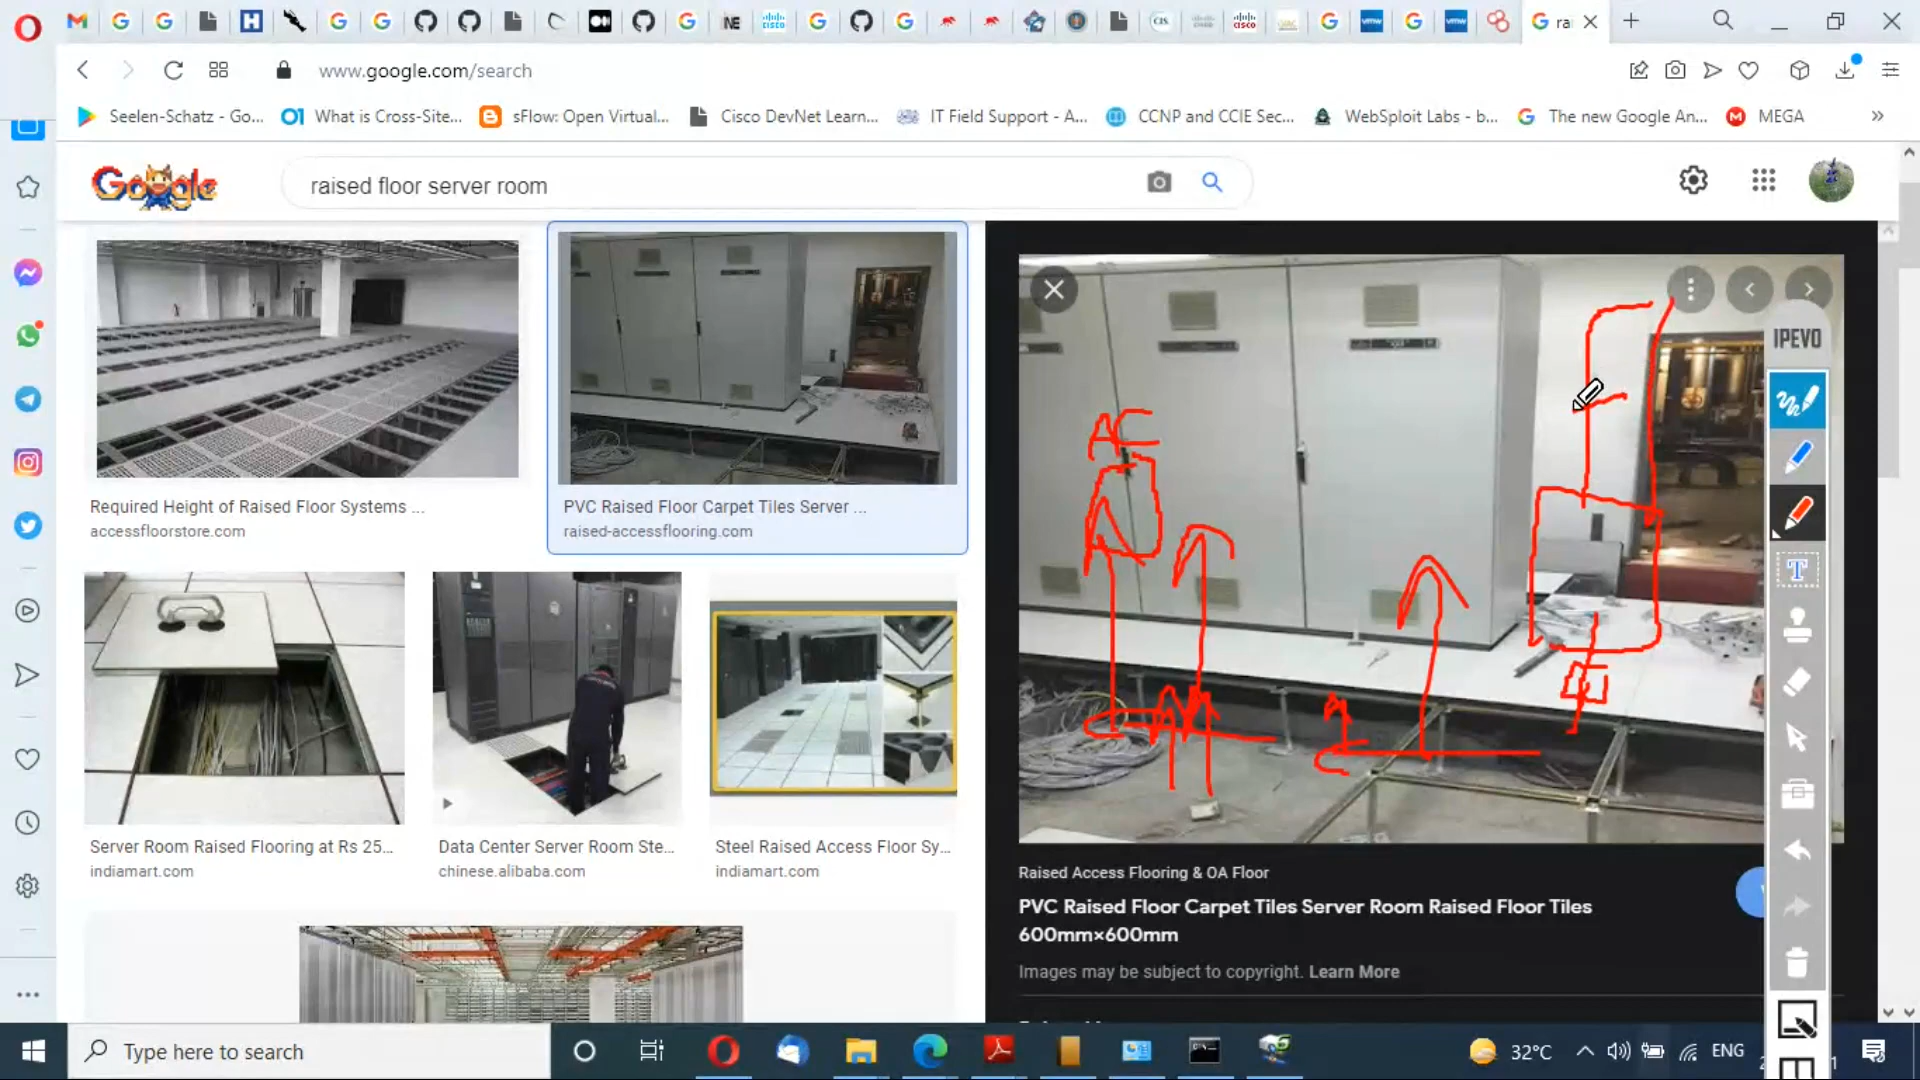 ra
www.google.com/search
Seelen-Schatz - Go...
What is Cross-Site...
sFlow: Open Virtual...
Cisco DevNet Learn...
IT Field Support - A...
CCNP and CCIE Sec...
WebSploit Labs - b...
The new Google An...
MEGA
Google
raised floor server room
IPEVO
AC
Required Height of Raised Floor Systems ...
accessfloorstore.com
PVC Raised Floor Carpet Tiles Server ...
raised-accessflooring.com
Server Room Raised Flooring at Rs 25...
indiamart.com
Data Center Server Room Ste...
chinese.alibaba.com
Steel Raised Access Floor Sy...
indiamart.com
Raised Access Flooring & OA Floor
PVC Raised Floor Carpet Tiles Server Room Raised Floor Tiles
600mm×600mm
Images may be subject to copyright. Learn More
Type here to search
32°C
ENG